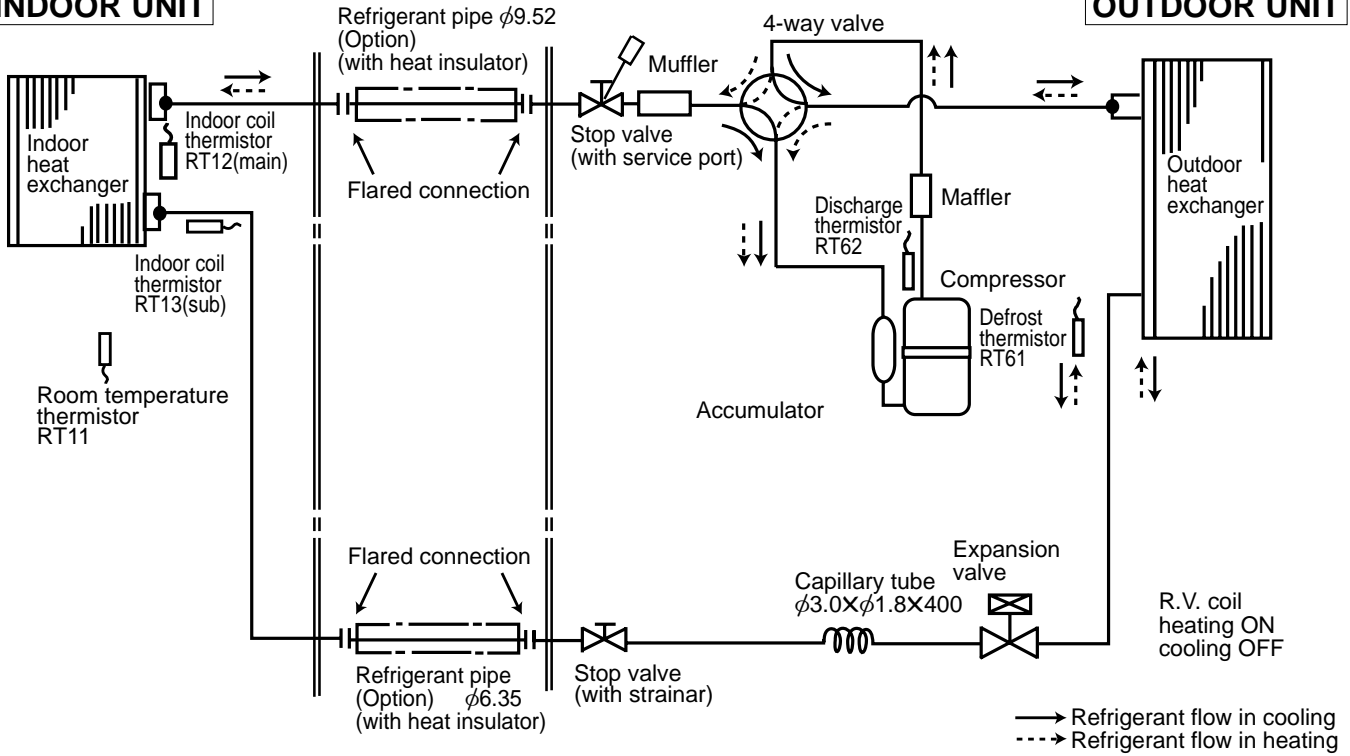 INDOOR UNIT
OUTDOOR UNIT
Refrigerant pipe φ9.52
(Option)
(with heat insulator)
4-way valve
Muffler
Indoor
heat
exchanger
Indoor coil
thermistor
RT12(main)
Flared connection
Stop valve
(with service port)
Outdoor
heat
exchanger
Maffler
Discharge
thermistor
RT62
Indoor coil
thermistor
RT13(sub)
Compressor
Defrost
thermistor
RT61
Room temperature
thermistor
RT11
Accumulator
Flared connection
Expansion
valve
Capillary tube
φ3.0×φ1.8×400
R.V. coil
heating ON
cooling OFF
Refrigerant pipe
(Option) φ6.35
(with heat insulator)
Stop valve
(with strainar)
Refrigerant flow in cooling
Refrigerant flow in heating